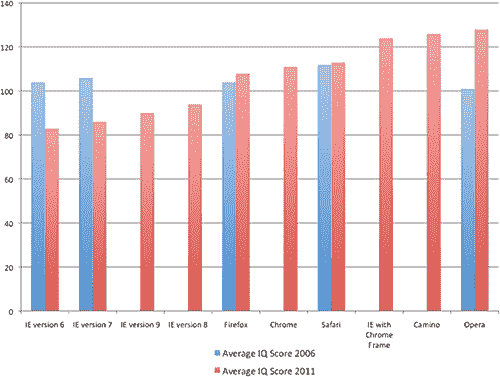 140
120
100
80
60
40
20
0
IE version 6 IE version 7 IE version 9 IE version 8 Firefox Chrome Safari IE with Chrome Frame Camino Opera
Average IQ Score 2006
Average IQ Score 2011